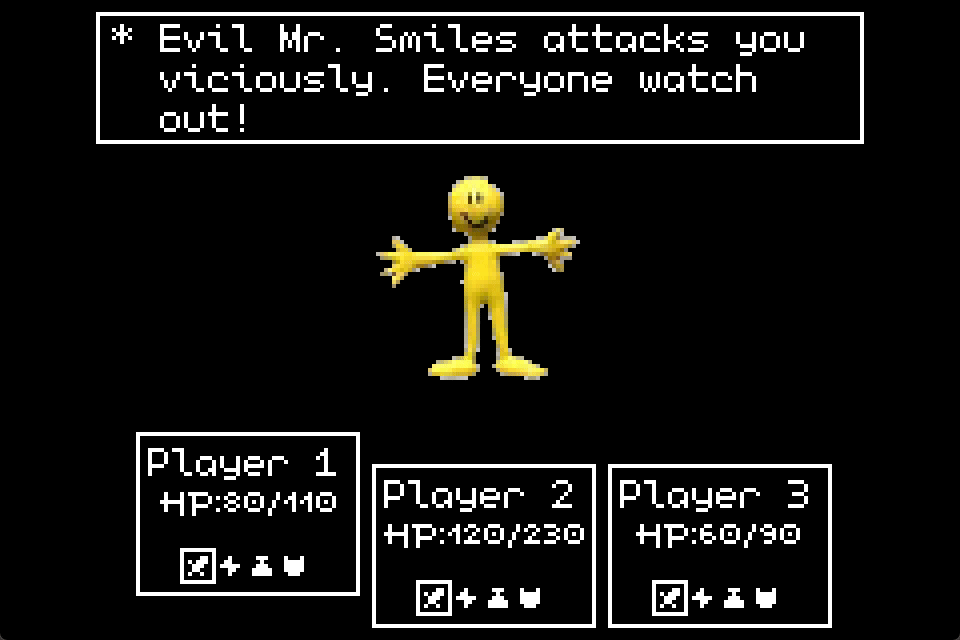 * Evil Mr. Smiles attacks you
viciously. Everyone watch
out!
Player 1
HP:80/110
Player 2
HP:120/230
Player 3
HP:60/90